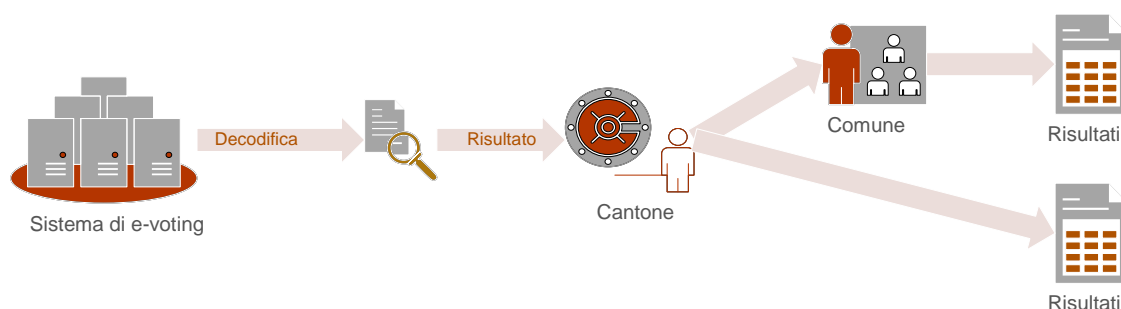 Decodifica
Risultato
Sistema di e-voting
Cantone
Comune
Risultati
Risultati